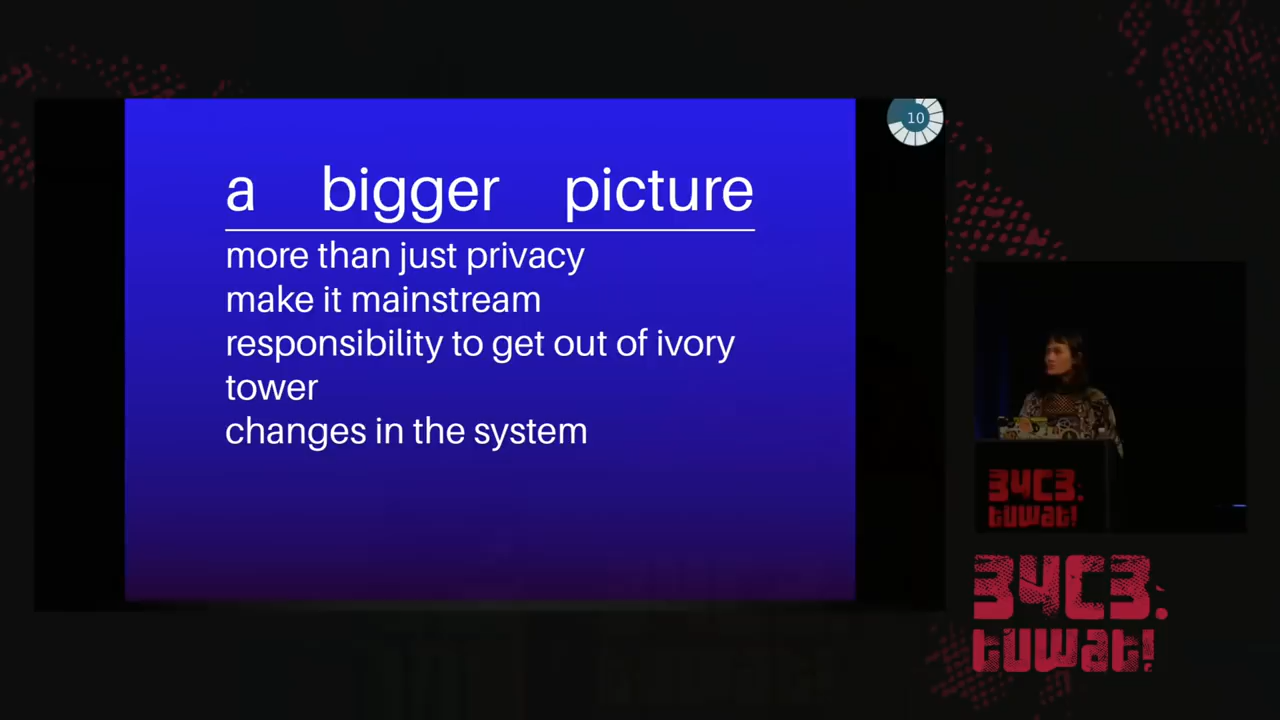 a bigger picture
more than just privacy
make it mainstream
responsibility to get out of ivory
tower
changes in the system
10
34C3.
tuwat!
34C3.
tuwat!